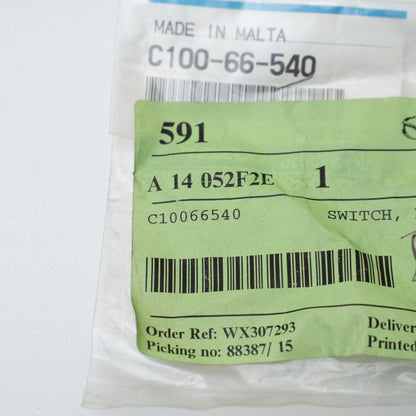 MADE IN MALTA
C100-66-540
591
A 14 052F2E 1
C10066540 SWITCH,
Order Ref: WX307293 Deliver
Picking no: 88387/ 15 Printed